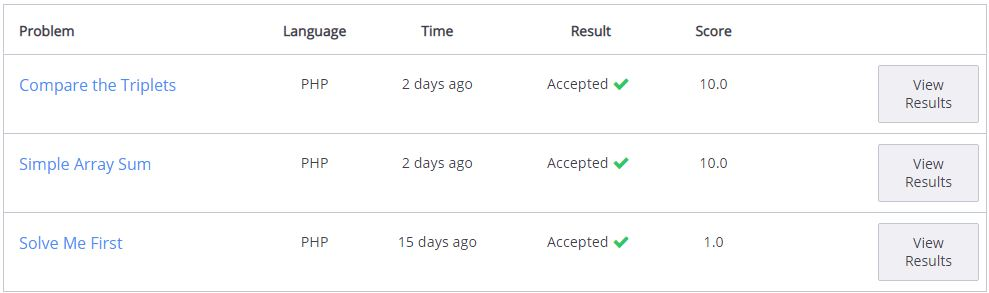 Problem Language Time Result Score
Compare the Triplets PHP 2 days ago Accepted 10.0 View
Results
Simple Array Sum PHP 2 days ago Accepted 10.0 View
Results
Solve Me First PHP 15 days ago Accepted 1.0 View
Results